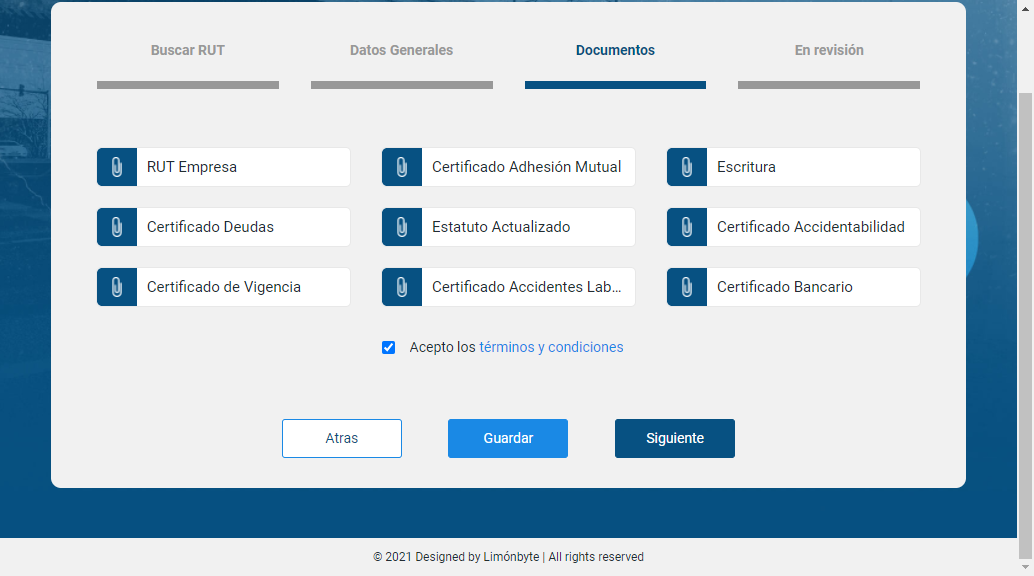 Buscar RUT
Datos Generales
Documentos
En revisión
RUT Empresa
Certificado Adhesión Mutual
Escritura
Certificado Deudas
Estatuto Actualizado
Certificado Accidentabilidad
Certificado de Vigencia
Certificado Accidentes Lab...
Certificado Bancario
Acepto los términos y condiciones
Atras
Guardar
Siguiente
© 2021 Designed by Limónbyte | All rights reserved